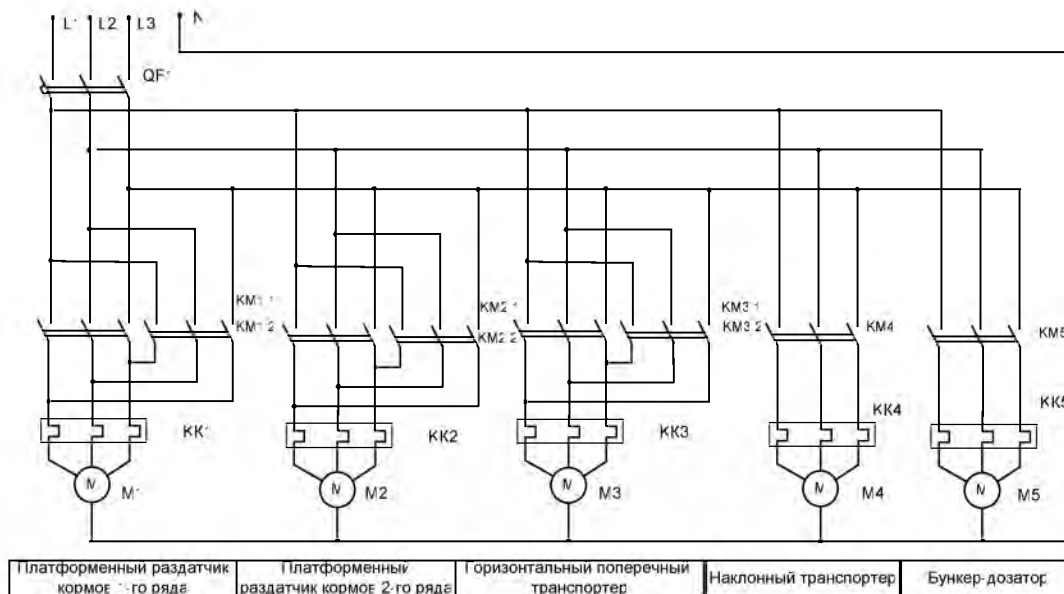 L1 L2 L3 N
QF1
KM1.1
KM1.2
KM2.1
KM2.2
KM3.1
KM3.2
KM4
KM5
KK1
KK2
KK3
KK4
KK5
M M1
M M2
M M3
M M4
M M5
Платформенный раздатчик
кормов 1-го ряда
Платформенный
раздатчик кормов 2-го ряда
Горизонтальный поперечный
транспортер
Наклонный транспортер
Бункер-дозатор